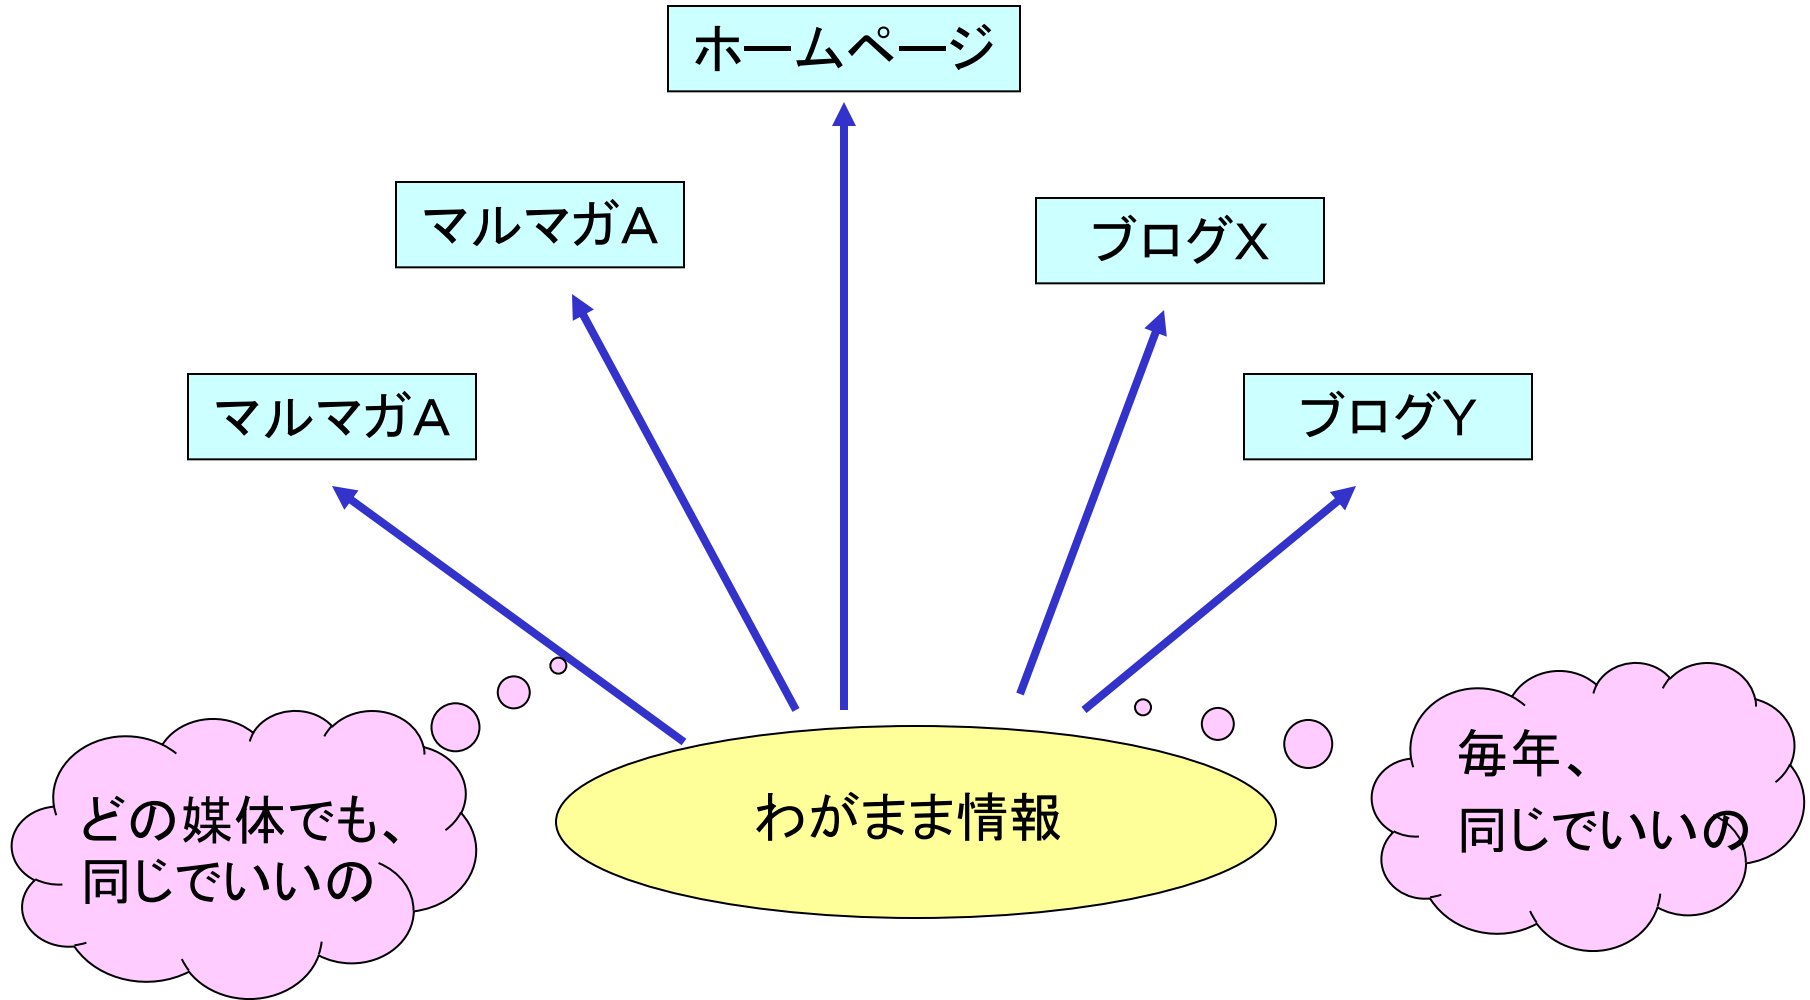 ホームページ
マルマガA
ブログX
マルマガA
ブログY
どの媒体でも、
同じでいいの
わがまま情報
毎年、
同じでいいの